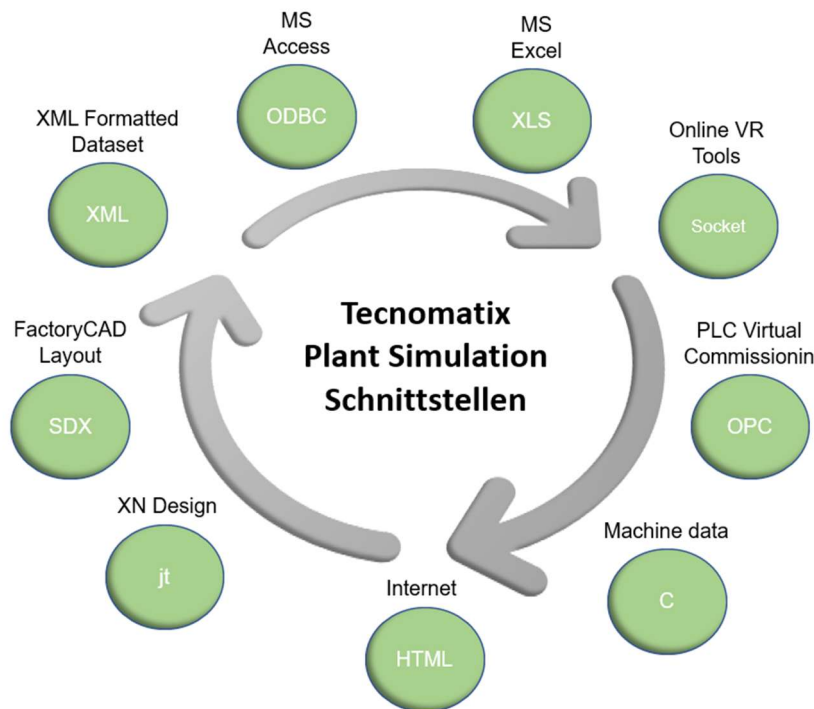 MS
Access
ODBC
MS
Excel
XLS
XML Formatted
Dataset
XML
Online VR
Tools
Socket
Tecnomatix
Plant Simulation
Schnittstellen
FactoryCAD
Layout
SDX
PLC Virtual
Commissionin
OPC
XN Design
jt
Machine data
C
Internet
HTML